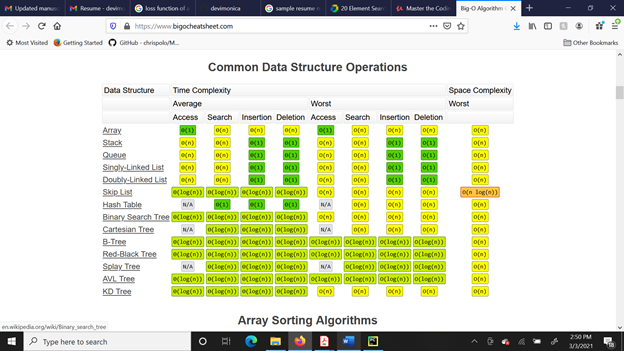 Updated manus
Resume - devim
loss function of a
devimonica
sample resume n
20 Element Searc
Master the Codin
Big-O Algorithm
https://www.bigocheatsheet.com
Most Visited Getting Started GitHub - chrispolo/M... Other Bookmarks
Common Data Structure Operations
Data Structure Time Complexity Space Complexity
Average Worst Worst
Access Search Insertion Deletion Access Search Insertion Deletion
Array Θ(1) Θ(n) Θ(n) Θ(n) O(1) O(n) O(n) O(n) O(n)
Stack Θ(n) Θ(n) Θ(1) Θ(1) O(n) O(n) O(1) O(1) O(n)
Queue Θ(n) Θ(n) Θ(1) Θ(1) O(n) O(n) O(1) O(1) O(n)
Singly-Linked List Θ(n) Θ(n) Θ(1) Θ(1) O(n) O(n) O(1) O(1) O(n)
Doubly-Linked List Θ(n) Θ(n) Θ(1) Θ(1) O(n) O(n) O(1) O(1) O(n)
Skip List Θ(log(n)) Θ(log(n)) Θ(log(n)) Θ(log(n)) O(n) O(n) O(n) O(n) O(n log(n))
Hash Table N/A Θ(1) Θ(1) Θ(1) N/A O(n) O(n) O(n) O(n)
Binary Search Tree Θ(log(n)) Θ(log(n)) Θ(log(n)) Θ(log(n)) O(n) O(n) O(n) O(n) O(n)
Cartesian Tree N/A Θ(log(n)) Θ(log(n)) Θ(log(n)) N/A O(n) O(n) O(n) O(n)
B-Tree Θ(log(n)) Θ(log(n)) Θ(log(n)) Θ(log(n)) O(log(n)) O(log(n)) O(log(n)) O(log(n)) O(n)
Red-Black Tree Θ(log(n)) Θ(log(n)) Θ(log(n)) Θ(log(n)) O(log(n)) O(log(n)) O(log(n)) O(log(n)) O(n)
Splay Tree N/A Θ(log(n)) Θ(log(n)) Θ(log(n)) N/A O(log(n)) O(log(n)) O(log(n)) O(n)
AVL Tree Θ(log(n)) Θ(log(n)) Θ(log(n)) Θ(log(n)) O(log(n)) O(log(n)) O(log(n)) O(log(n)) O(n)
KD Tree Θ(log(n)) Θ(log(n)) Θ(log(n)) Θ(log(n)) O(n) O(n) O(n) O(n) O(n)
Array Sorting Algorithms
en.wikipedia.org/wiki/Binary_search_tree
Type here to search
2:50 PM
3/3/2021